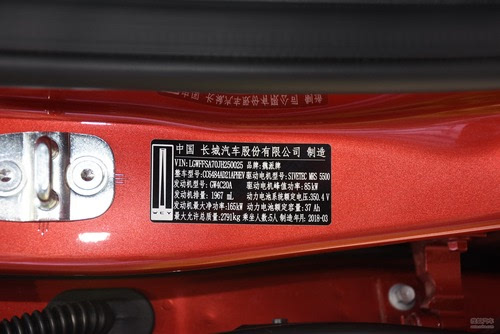 中国 长城汽车股份有限公司 制造
VIN:LGWFFSA70JH250025 品牌:魏派牌
整车型号:CC6484AD21APHEV 驱动电机型号:SIVETEC MRS 5500
发动机型号:GW4C20A 驱动电机峰值功率:85kW
发动机排量:1967 mL 动力电池系统额定电压:350.4V
发动机最大净功率:165kW 动力电池额定容量:37 Ah
最大允许总质量:2791kg 乘坐人数:5人 制造年月:2018-03
WEY